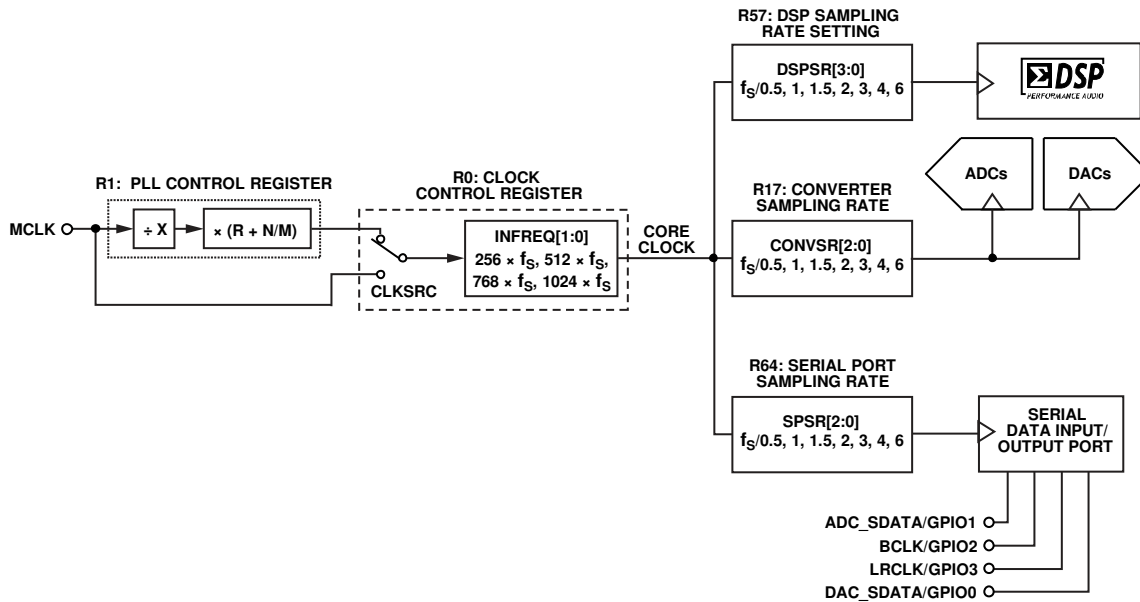 R57: DSP SAMPLING
RATE SETTING
DSPSR[3:0]
fS/0.5, 1, 1.5, 2, 3, 4, 6
ΣDSP
PERFORMANCE AUDIO
R1: PLL CONTROL REGISTER
MCLK
÷ X
× (R + N/M)
R0: CLOCK
CONTROL REGISTER
INFREQ[1:0]
256 × fS, 512 × fS,
768 × fS, 1024 × fS
CLKSRC
CORE
CLOCK
R17: CONVERTER
SAMPLING RATE
CONVSR[2:0]
fS/0.5, 1, 1.5, 2, 3, 4, 6
ADCs
DACs
R64: SERIAL PORT
SAMPLING RATE
SPSR[2:0]
fS/0.5, 1, 1.5, 2, 3, 4, 6
SERIAL
DATA INPUT/
OUTPUT PORT
ADC_SDATA/GPIO1
BCLK/GPIO2
LRCLK/GPIO3
DAC_SDATA/GPIO0